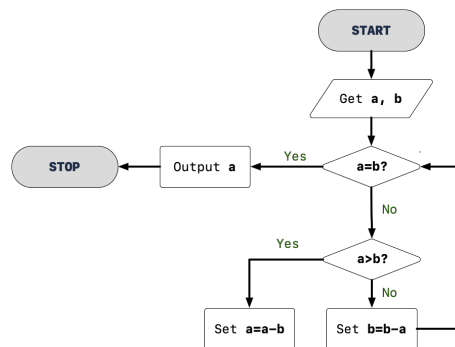 START
Get a, b
a=b?
Yes
Output a
STOP
No
a>b?
Yes
No
Set a=a-b
Set b=b-a